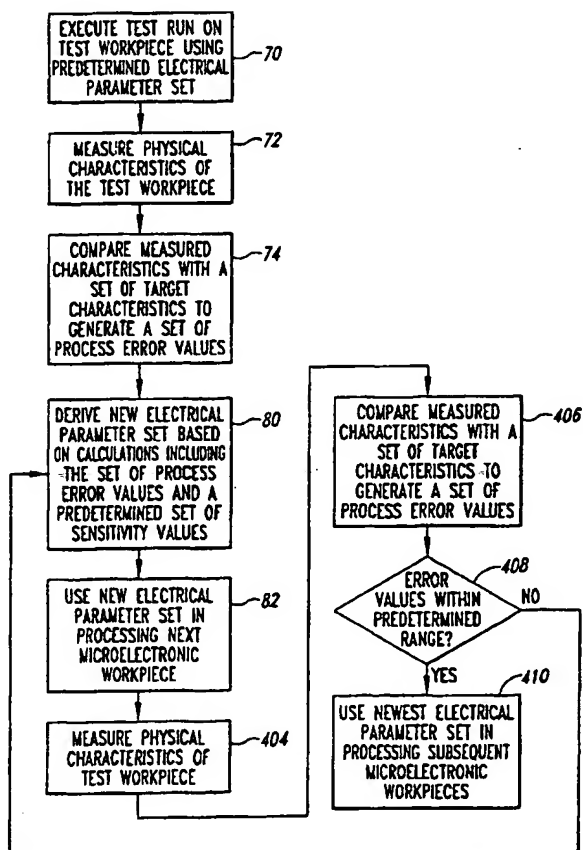 EXECUTE TEST RUN ON
TEST WORKPIECE USING
PREDETERMINED ELECTRICAL
PARAMETER SET
70
MEASURE PHYSICAL
CHARACTERISTICS OF
THE TEST WORKPIECE
72
COMPARE MEASURED
CHARACTERISTICS WITH A
SET OF TARGET
CHARACTERISTICS TO
GENERATE A SET OF
PROCESS ERROR VALUES
74
DERIVE NEW ELECTRICAL
PARAMETER SET BASED
ON CALCULATIONS INCLUDING
THE SET OF PROCESS
ERROR VALUES AND A
PREDETERMINED SET OF
SENSITIVITY VALUES
80
USE NEW ELECTRICAL
PARAMETER SET IN
PROCESSING NEXT
MICROELECTRONIC
WORKPIECE
82
MEASURE PHYSICAL
CHARACTERISTICS OF
TEST WORKPIECE
404
COMPARE MEASURED
CHARACTERISTICS WITH A
SET OF TARGET
CHARACTERISTICS TO
GENERATE A SET OF
PROCESS ERROR VALUES
406
ERROR
VALUES WITHIN
PREDETERMINED
RANGE?
408
NO
YES
410
USE NEWEST ELECTRICAL
PARAMETER SET IN
PROCESSING SUBSEQUENT
MICROELECTRONIC
WORKPIECES